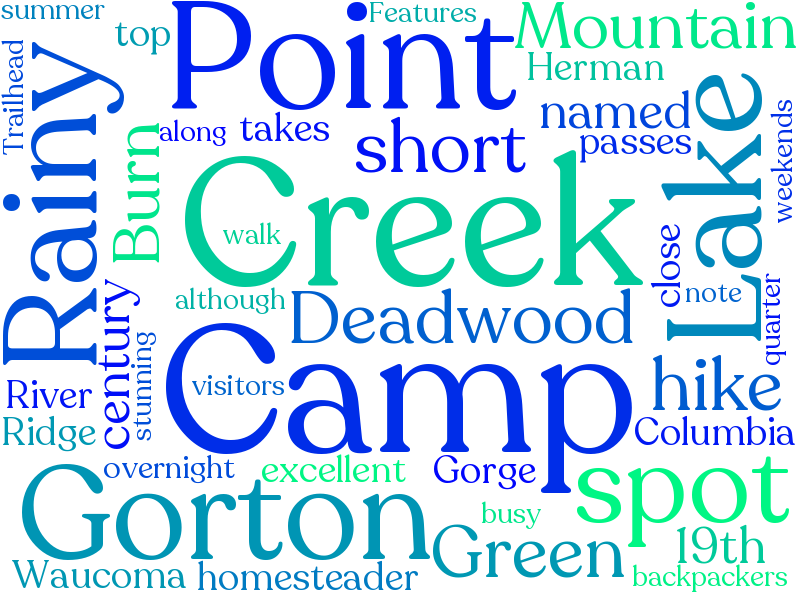 summer
top
Point
Features
Mountain
Herman
Trailhead
Rainy
Burn
along
takes
short
named
passes
Lake
weekends
Creek
walk
close
note
quarter
although
century
stunning
Deadwood
Camp
visitors
hike
River
Ridge
Columbia
overnight
excellent
Gorge
spot
Gorton
busy
Green
19th
Waucoma
homesteader
backpackers